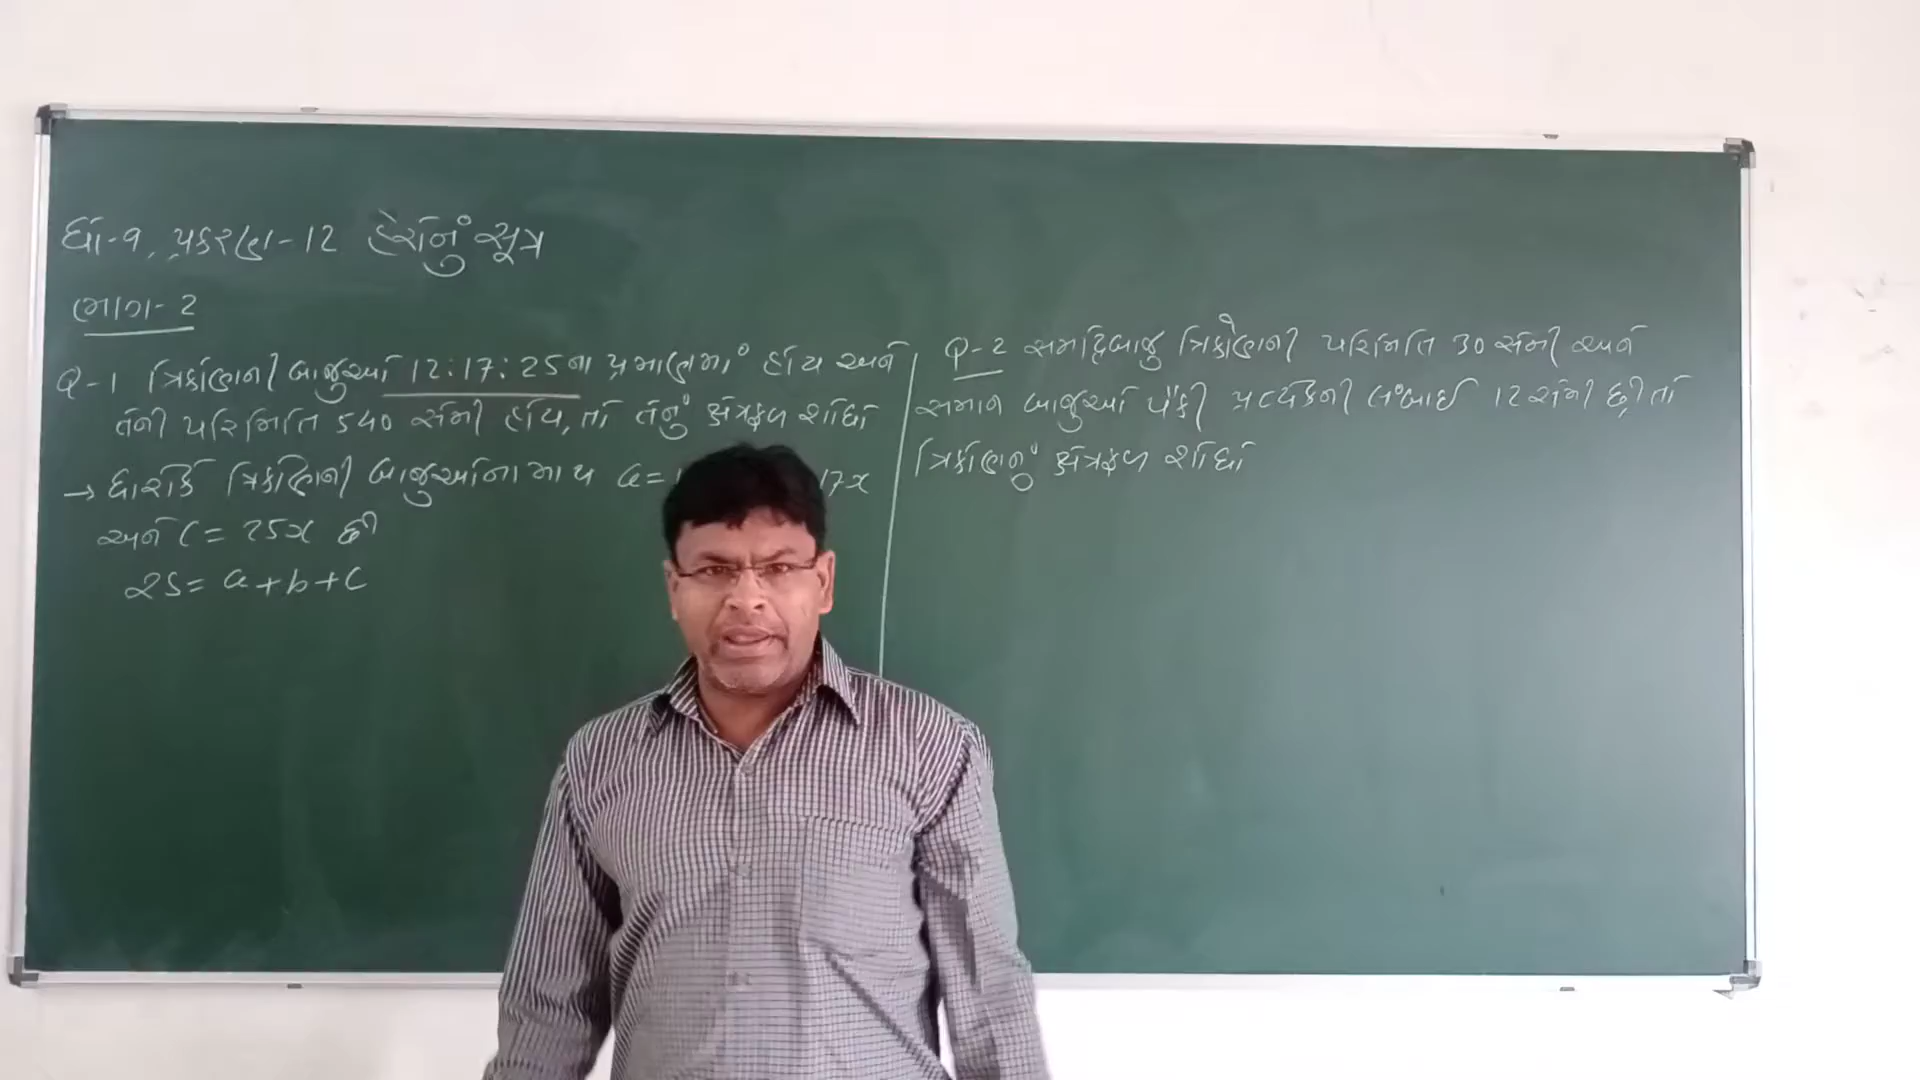 ધો-9, પ્રકરણ-12 હેરોનું સૂત્ર
ભાગ-2
Q-1 ત્રિકોણની બાજુઓ 12:17:25ના પ્રમાણમાં હોય અને
તેની પરિમિતિ 540 સેમી હોય, તો તેનું ક્ષેત્રફળ શોધો
→ ધારોકે ત્રિકોણની બાજુઓના માપ a= 17x
અને c = 25x છે
2S = a+b+c
Q-2 સમદ્વિબાજુ ત્રિકોણની પરિમિતિ 30 સેમી અને
સમાન બાજુઓ પૈકી પ્રત્યેકની લંબાઈ 12 સેમી છે, તો
ત્રિકોણનું ક્ષેત્રફળ શોધો